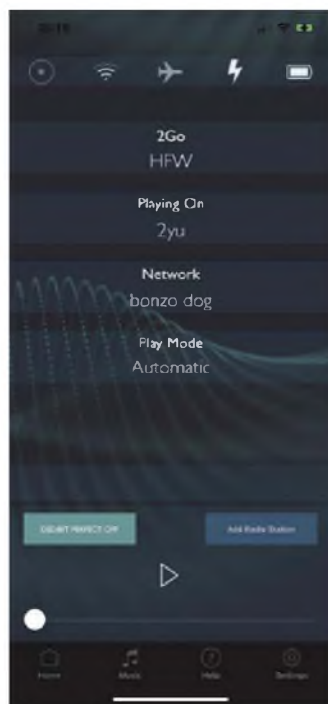 2Go
HFW
Playing On
2yu
Network
bonzo dog
Play Mode
Automatic
Add Radio Station
Home
Music
Help
Settings